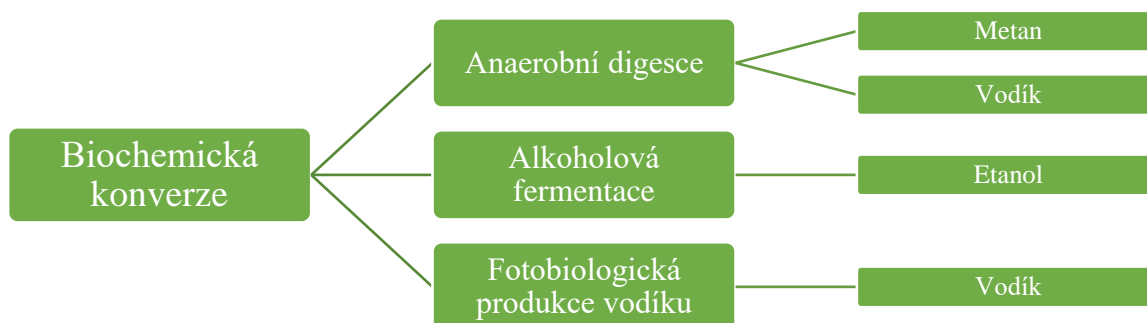 Biochemická
konverze
Anaerobní digesce
Metan
Vodík
Alkoholová
fermentace
Etanol
Fotobiologická
produkce vodíku
Vodík